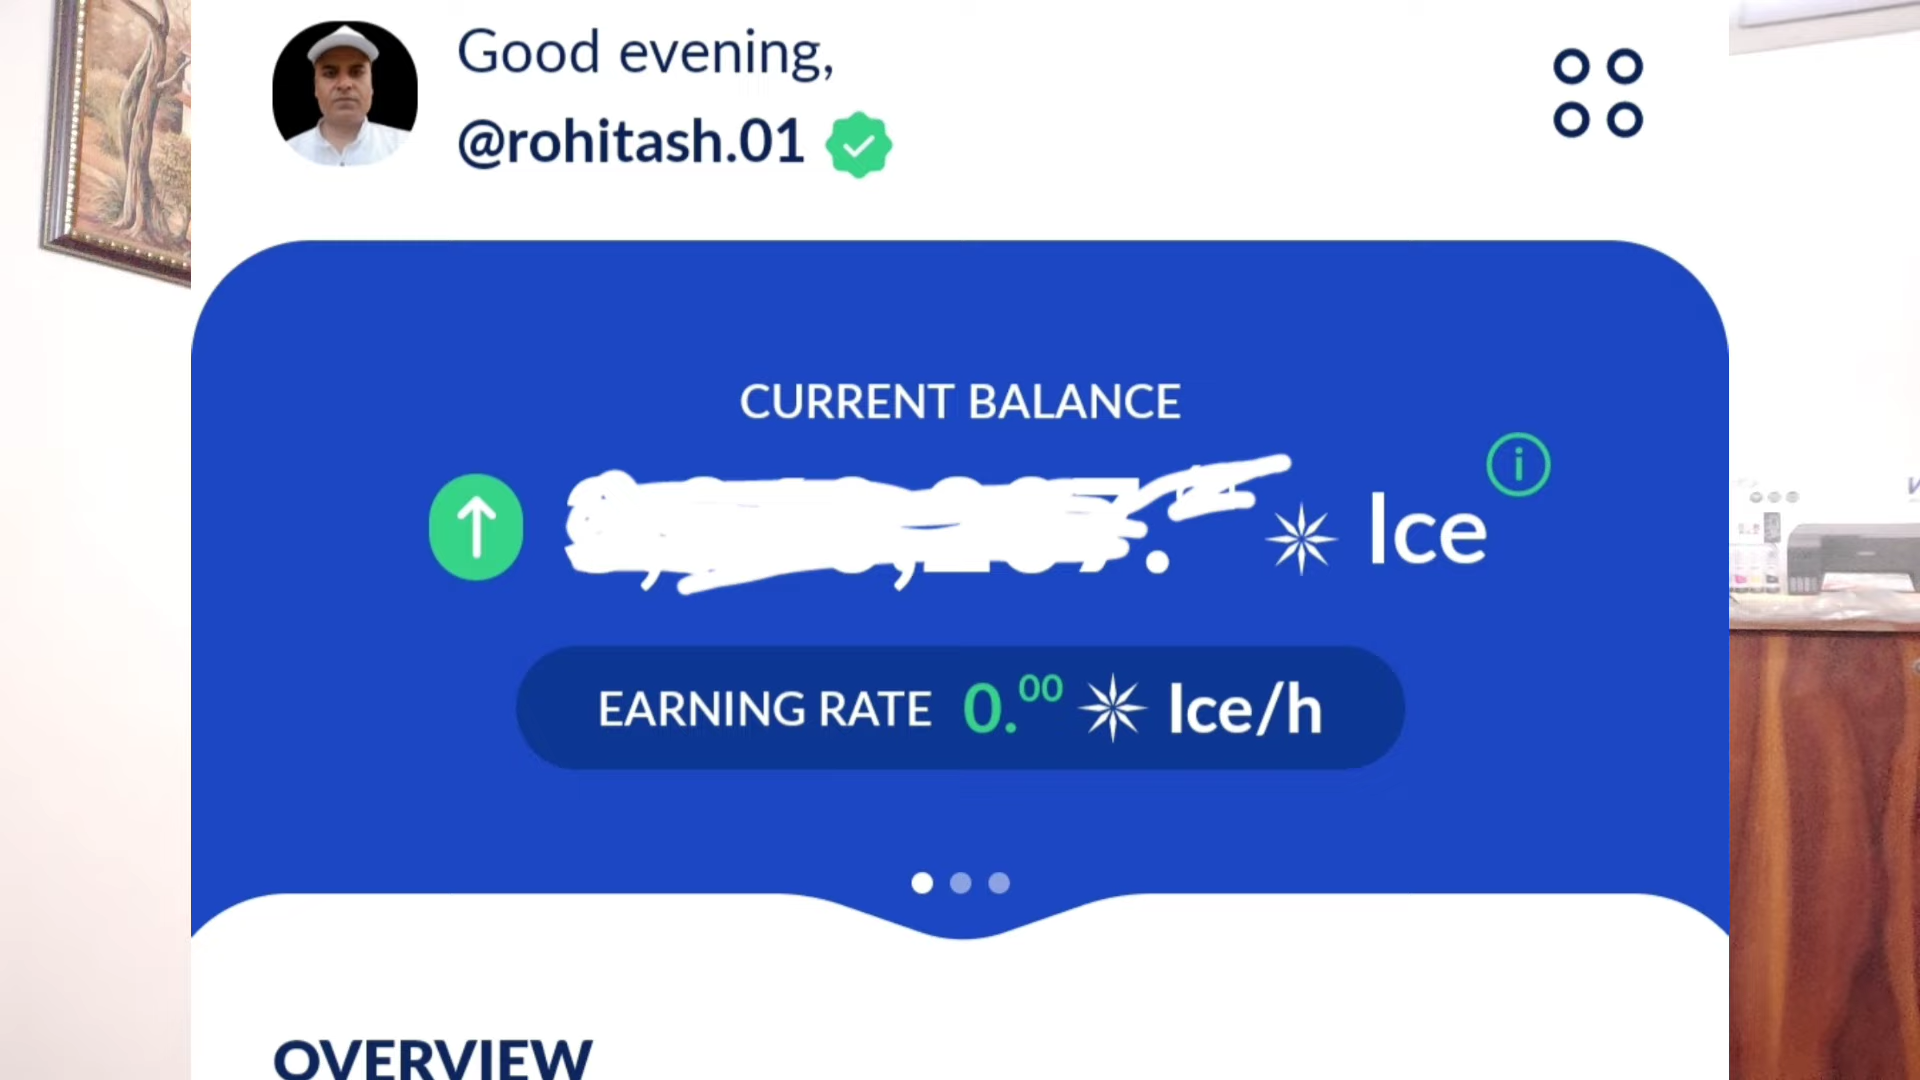 Good evening,
@rohitash.01
CURRENT BALANCE
Ice
EARNING RATE 0.00 Ice/h
OVERVIEW